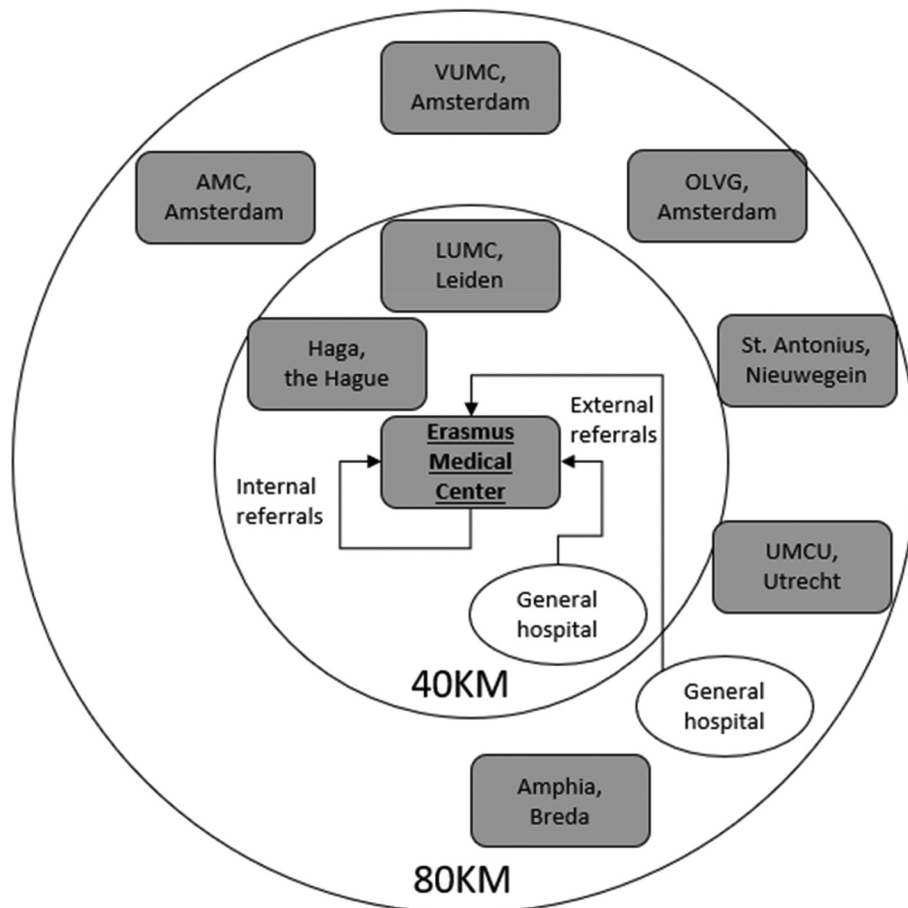 VUMC,
Amsterdam
AMC,
Amsterdam
OLVG,
Amsterdam
LUMC,
Leiden
Haga,
the Hague
St. Antonius,
Nieuwegein
External
referrals
Erasmus
Medical
Center
Internal
referrals
UMCU,
Utrecht
General
hospital
40KM
General
hospital
Amphia,
Breda
80KM